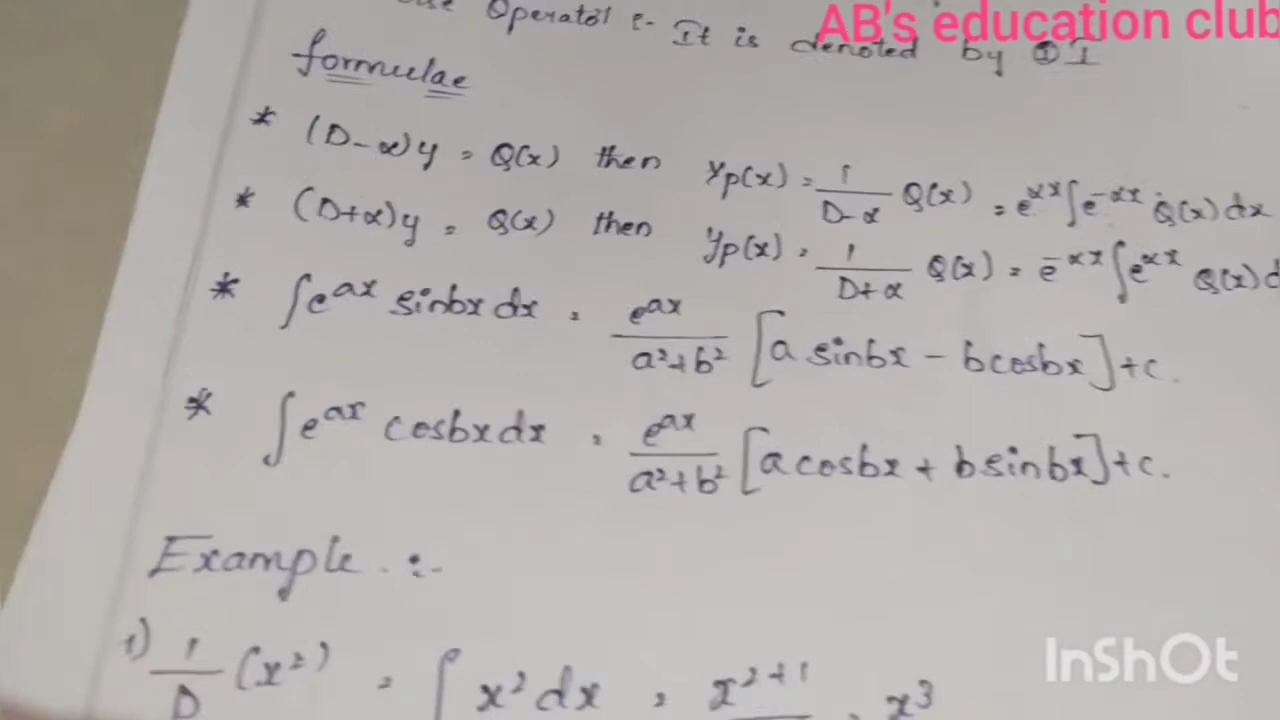 Operator :- It is denoted by I
AB's education club
formulae
* (D-α)y = Q(x) then yp(x) = 1/(D-α) Q(x) = e^αx ∫e^-αx Q(x) dx
* (D+α)y = Q(x) then yp(x) = 1/(D+α) Q(x) = e^-αx ∫e^αx Q(x) d
* ∫e^ax sinbx dx = e^ax/(a²+b²) [a sinbx - b cosbx] + c.
* ∫e^ax cosbx dx = e^ax/(a²+b²) [a cosbx + b sinbx] + c.
Example :-
1) 1/D (x²) = ∫ x² dx = x^2+1 = x³
InShOt